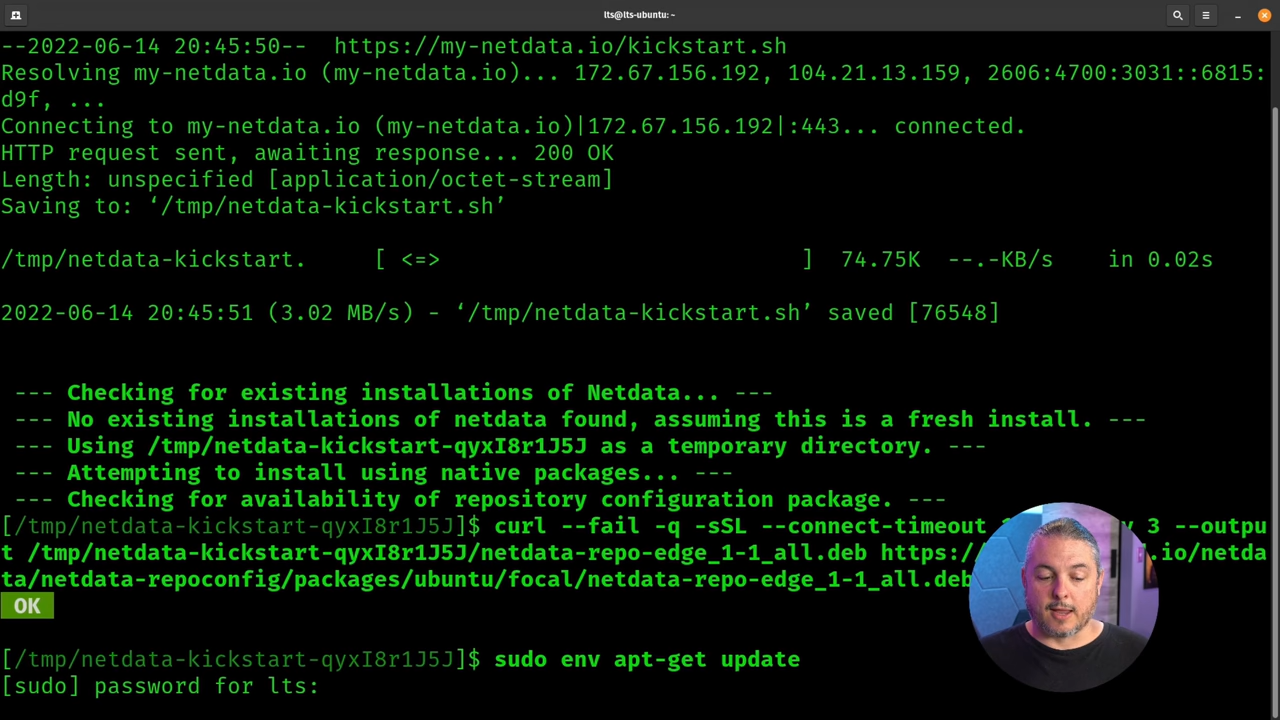 lts@lts-ubuntu: ~
--2022-06-14 20:45:50--  https://my-netdata.io/kickstart.sh
Resolving my-netdata.io (my-netdata.io)... 172.67.156.192, 104.21.13.159, 2606:4700:3031::6815:
d9f, ...
Connecting to my-netdata.io (my-netdata.io)|172.67.156.192|:443... connected.
HTTP request sent, awaiting response... 200 OK
Length: unspecified [application/octet-stream]
Saving to: ‘/tmp/netdata-kickstart.sh’
/tmp/netdata-kickstart.     [ <=>                           ]  74.75K  --.-KB/s    in 0.02s
2022-06-14 20:45:51 (3.02 MB/s) - ‘/tmp/netdata-kickstart.sh’ saved [76548]
--- Checking for existing installations of Netdata... ---
--- No existing installations of netdata found, assuming this is a fresh install. ---
--- Using /tmp/netdata-kickstart-qyxI8r1J5J as a temporary directory. ---
--- Attempting to install using native packages... ---
--- Checking for availability of repository configuration package. ---
[/tmp/netdata-kickstart-qyxI8r1J5J]$ curl --fail -q -sSL --connect-timeout 3 --outpu
t /tmp/netdata-kickstart-qyxI8r1J5J/netdata-repo-edge_1-1_all.deb https:/ .io/netda
ta/netdata-repoconfig/packages/ubuntu/focal/netdata-repo-edge_1-1_all.deb
OK
[/tmp/netdata-kickstart-qyxI8r1J5J]$ sudo env apt-get update
[sudo] password for lts: